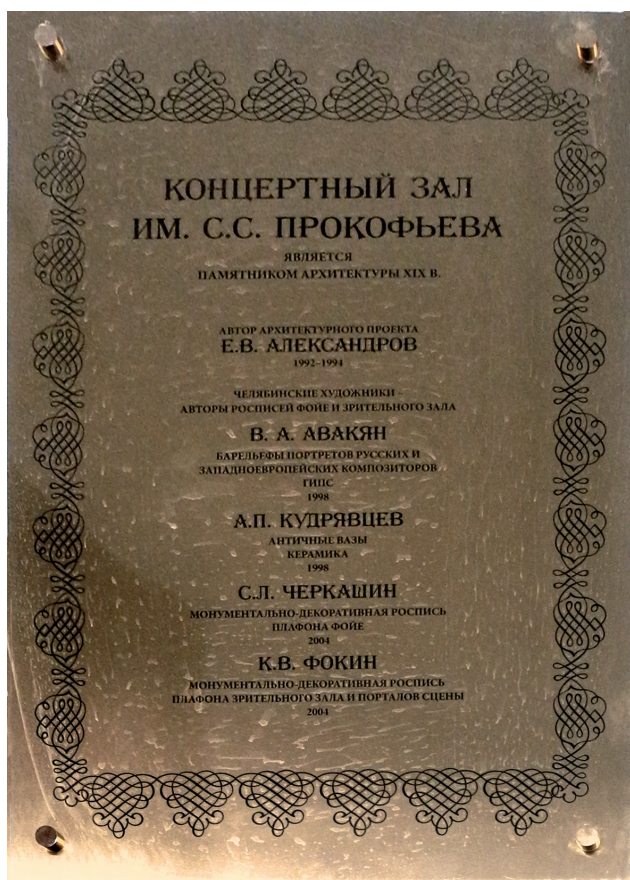 КОНЦЕРТНЫЙ ЗАЛ
ИМ. С.С. ПРОКОФЬЕВА
ЯВЛЯЕТСЯ
ПАМЯТНИКОМ АРХИТЕКТУРЫ XIX В.
АВТОР АРХИТЕКТУРНОГО ПРОЕКТА
Е.В. АЛЕКСАНДРОВ
1992–1994
ЧЕЛЯБИНСКИЕ ХУДОЖНИКИ –
АВТОРЫ РОСПИСЕЙ ФОЙЕ И ЗРИТЕЛЬНОГО ЗАЛА
В. А. АВАКЯН
БАРЕЛЬЕФЫ ПОРТРЕТОВ РУССКИХ И
ЗАПАДНОЕВРОПЕЙСКИХ КОМПОЗИТОРОВ
ГИПС
1998
А.П. КУДРЯВЦЕВ
АНТИЧНЫЕ ВАЗЫ
КЕРАМИКА
1998
С.Л. ЧЕРКАШИН
МОНУМЕНТАЛЬНО-ДЕКОРАТИВНАЯ РОСПИСЬ
ПЛАФОНА ФОЙЕ
2004
К.В. ФОКИН
МОНУМЕНТАЛЬНО-ДЕКОРАТИВНАЯ РОСПИСЬ
ПЛАФОНА ЗРИТЕЛЬНОГО ЗАЛА И ПОРТАЛОВ СЦЕНЫ
2004